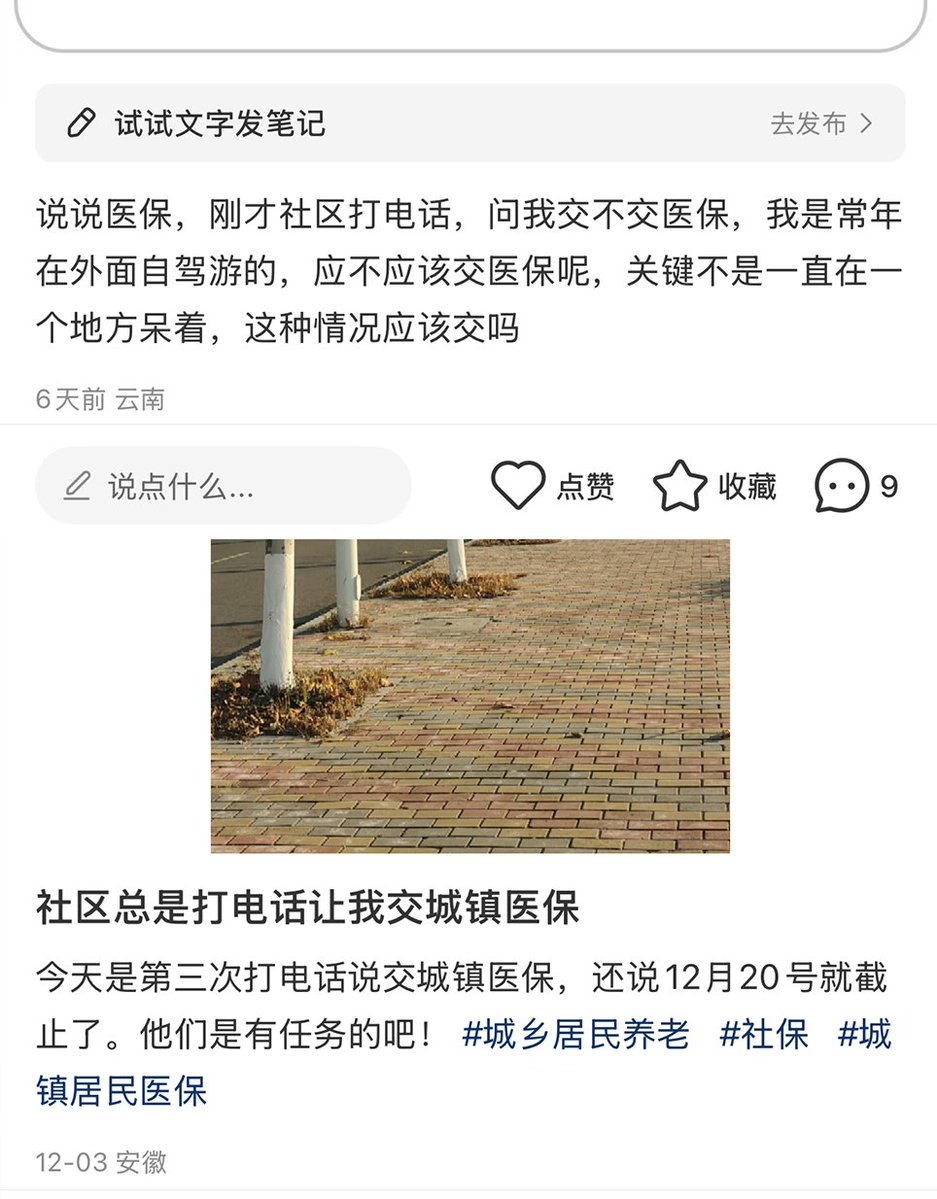 试试文字发笔记
去发布 >
说说医保，刚才社区打电话，问我交不交医保，我是常年
在外面自驾游的，应不应该交医保呢，关键不是一直在一
个地方呆着，这种情况应该交吗
6天前 云南
说点什么...
点赞
收藏
9
社区总是打电话让我交城镇医保
今天是第三次打电话说交城镇医保，还说12月20号就截
止了。他们是有任务的吧！ #城乡居民养老 #社保 #城
镇居民医保
12-03 安徽